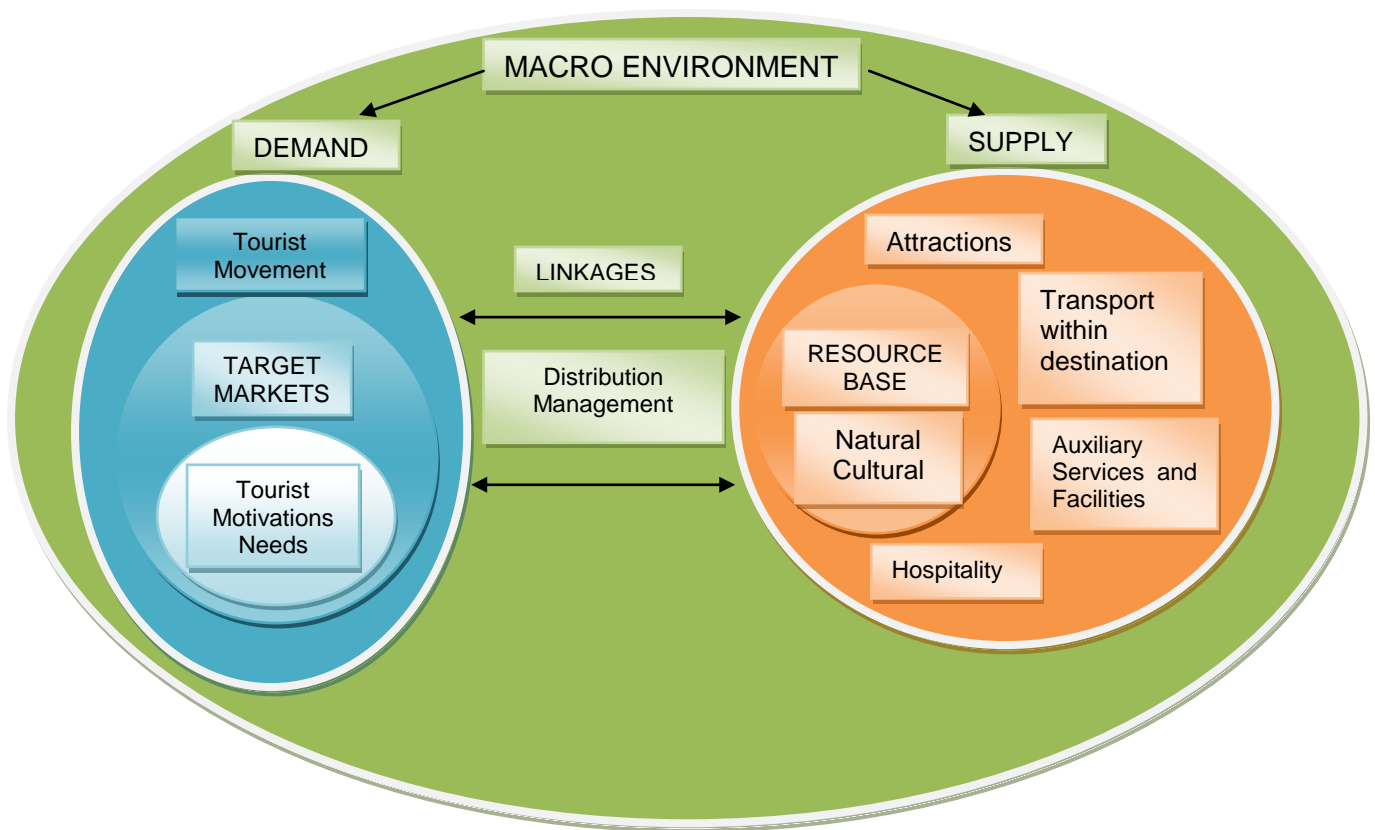 MACRO ENVIRONMENT
DEMAND
SUPPLY
Tourist
Movement
TARGET
MARKETS
Tourist
Motivations
Needs
LINKAGES
Distribution
Management
Attractions
Transport
within
destination
RESOURCE
BASE
Natural
Cultural
Auxiliary
Services and
Facilities
Hospitality